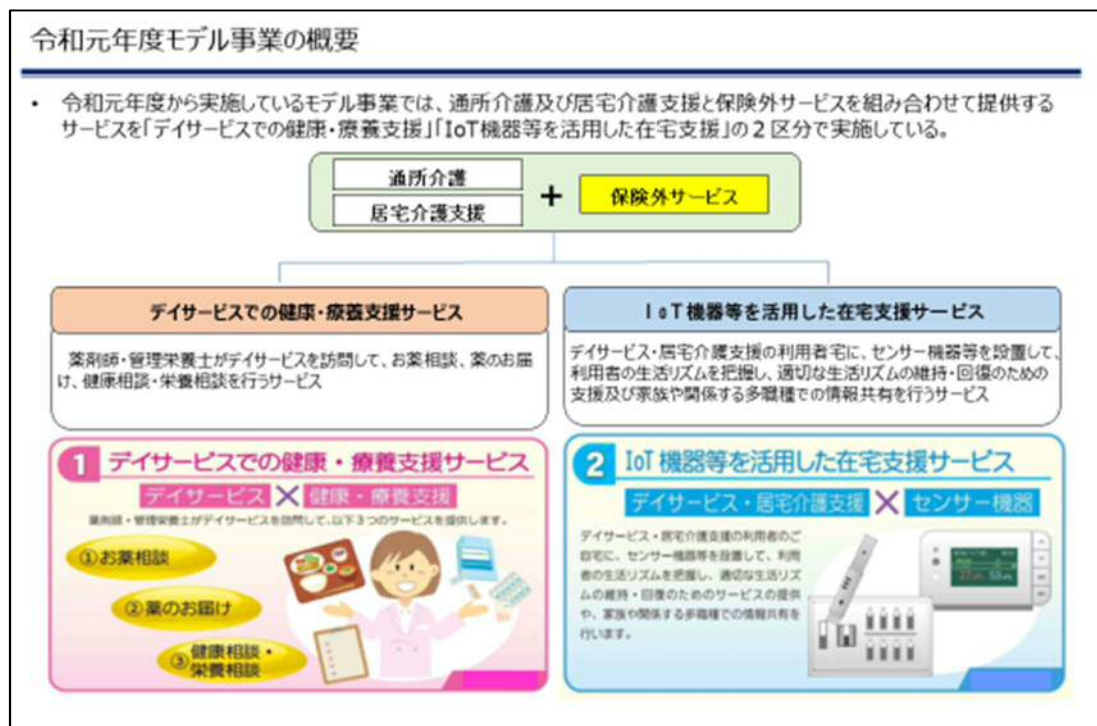 令和元年度モデル事業の概要
• 令和元年度から実施しているモデル事業では、通所介護及び居宅介護支援と保険外サービスを組み合わせて提供する
サービスを「デイサービスでの健康・療養支援」「IoT機器等を活用した在宅支援」の2区分で実施している。
通所介護
居宅介護支援
+
保険外サービス
デイサービスでの健康・療養支援サービス
薬剤師・管理栄養士がデイサービスを訪問して、お薬相談、薬のお届
け、健康相談・栄養相談を行うサービス
IoT機器等を活用した在宅支援サービス
デイサービス・居宅介護支援の利用者宅に、センサー機器等を設置して、
利用者の生活リズムを把握し、適切な生活リズムの維持・回復のための
支援及び家族や関係する多職種での情報共有を行うサービス
1 デイサービスでの健康・療養支援サービス
デイサービス×健康・療養支援
薬剤師・管理栄養士がデイサービスを訪問して、以下3つのサービスを提供します。
①お薬相談
②薬のお届け
③健康相談・
栄養相談
2 IoT機器等を活用した在宅支援サービス
デイサービス・居宅介護支援×センサー機器
デイサービス・居宅介護支援の利用者のご
自宅に、センサー機器等を設置して、利用
者の生活リズムを把握し、適切な生活リズ
ムの維持・回復のためのサービスの提供
や、家族や関係する多職種での情報共有を
行います。